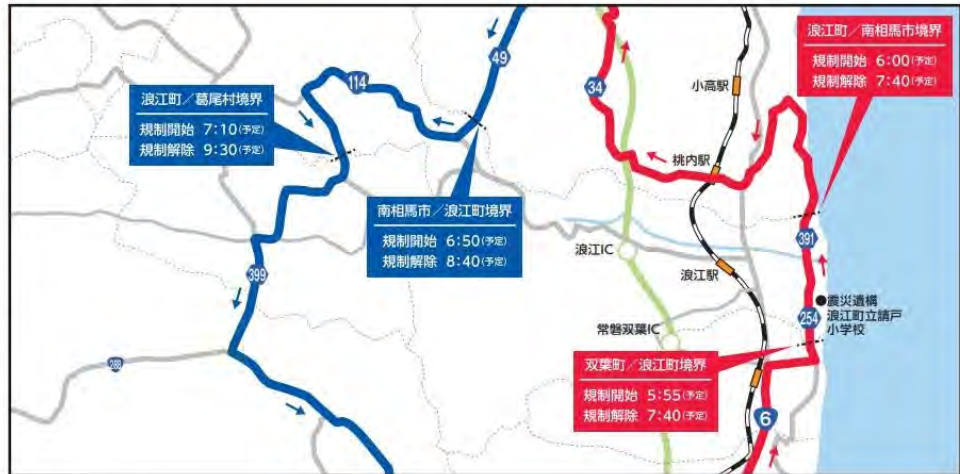 浪江町／南相馬市境界
規制開始 6:00(予定)
規制解除 7:40(予定)
49
114
34
小高駅
浪江町／葛尾村境界
規制開始 7:10(予定)
規制解除 9:30(予定)
桃内駅
南相馬市／浪江町境界
規制開始 6:50(予定)
規制解除 8:40(予定)
391
浪江IC
浪江駅
399
●震災遺構
浪江町立請戸
小学校
254
常磐双葉IC
288
双葉町／浪江町境界
規制開始 5:55(予定)
規制解除 7:40(予定)
6